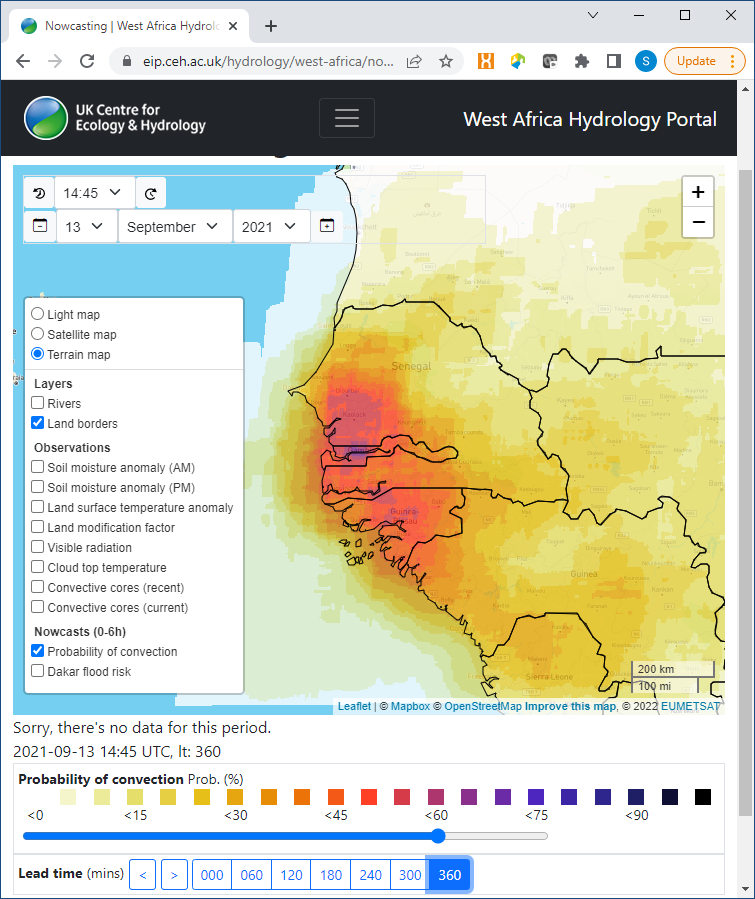 Nowcasting | West Africa Hydrolo
eip.ceh.ac.uk/hydrology/west-africa/no...
S
Update
UK Centre for
Ecology & Hydrology
West Africa Hydrology Portal
14:45
13 September 2021
+
−
Light map
Satellite map
Terrain map
Layers
Rivers
Land borders
Observations
Soil moisture anomaly (AM)
Soil moisture anomaly (PM)
Land surface temperature anomaly
Land modification factor
Visible radiation
Cloud top temperature
Convective cores (recent)
Convective cores (current)
Nowcasts (0-6h)
Probability of convection
Dakar flood risk
Senegal
Guinea-
Bissau
Guinea
Sierra Leone
200 km
100 mi
Leaflet | © Mapbox © OpenStreetMap Improve this map, © 2022 EUMETSAT
Sorry, there's no data for this period.
2021-09-13 14:45 UTC, lt: 360
Probability of convection Prob. (%)
<0 <15 <30 <45 <60 <75 <90
Lead time (mins) < > 000 060 120 180 240 300 360